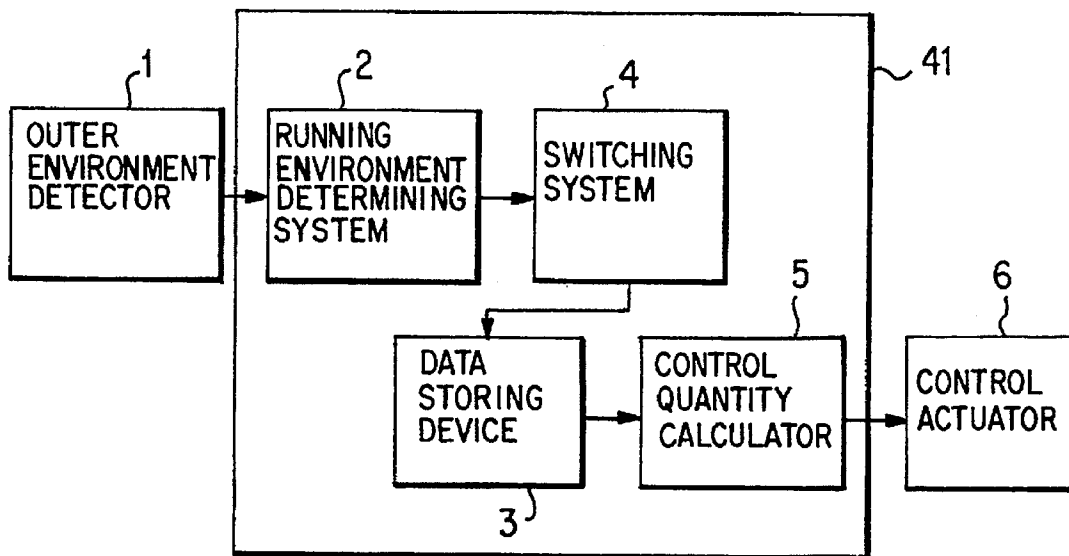 1
2
4
41
OUTER
ENVIRONMENT
DETECTOR
RUNNING
ENVIRONMENT
DETERMINING
SYSTEM
SWITCHING
SYSTEM
5
6
DATA
STORING
DEVICE
CONTROL
QUANTITY
CALCULATOR
CONTROL
ACTUATOR
3